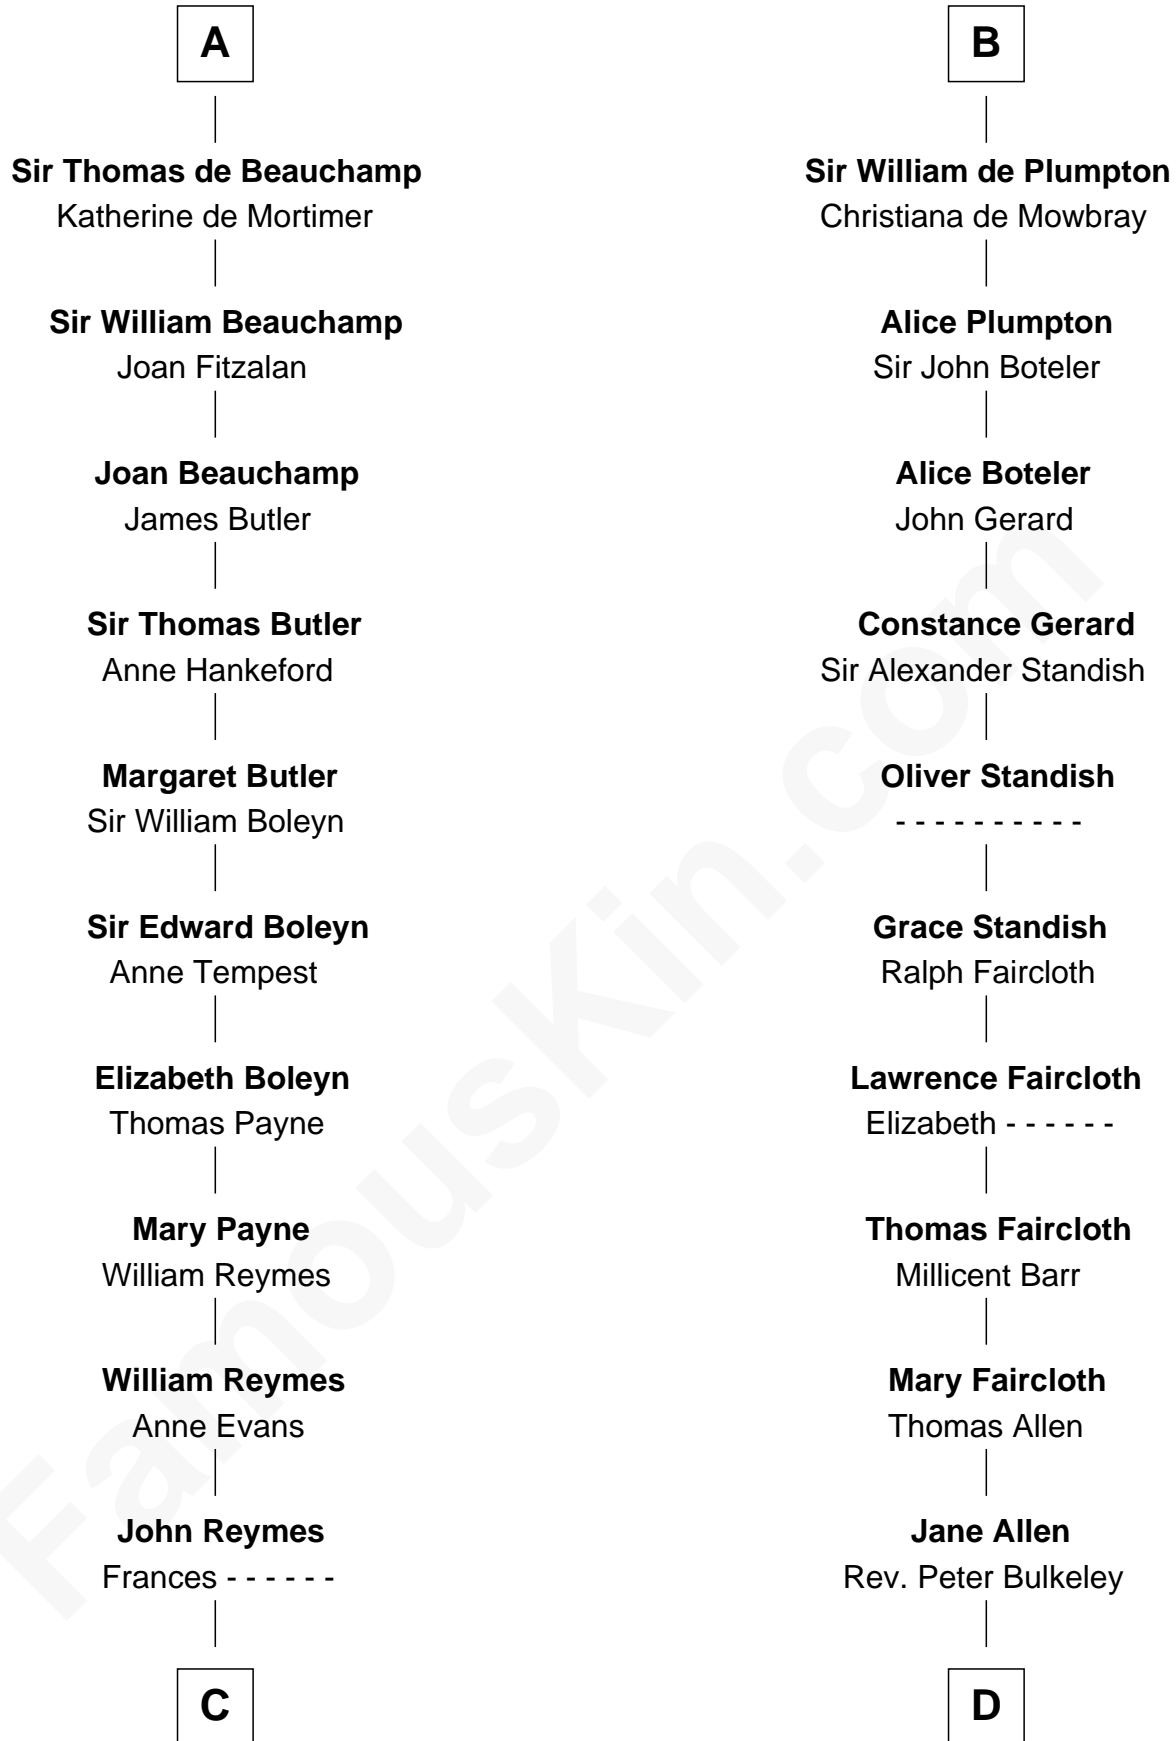 A
Sir Thomas de Beauchamp
Katherine de Mortimer
Sir William Beauchamp
Joan Fitzalan
Joan Beauchamp
James Butler
Sir Thomas Butler
Anne Hankeford
Margaret Butler
Sir William Boleyn
Sir Edward Boleyn
Anne Tempest
Elizabeth Boleyn
Thomas Payne
Mary Payne
William Reymes
William Reymes
Anne Evans
John Reymes
Frances - - - - - -
C
B
Sir William de Plumpton
Christiana de Mowbray
Alice Plumpton
Sir John Boteler
Alice Boteler
John Gerard
Constance Gerard
Sir Alexander Standish
Oliver Standish
- - - - - - - - - -
Grace Standish
Ralph Faircloth
Lawrence Faircloth
Elizabeth - - - - - -
Thomas Faircloth
Millicent Barr
Mary Faircloth
Thomas Allen
Jane Allen
Rev. Peter Bulkeley
D
FamousKin.com